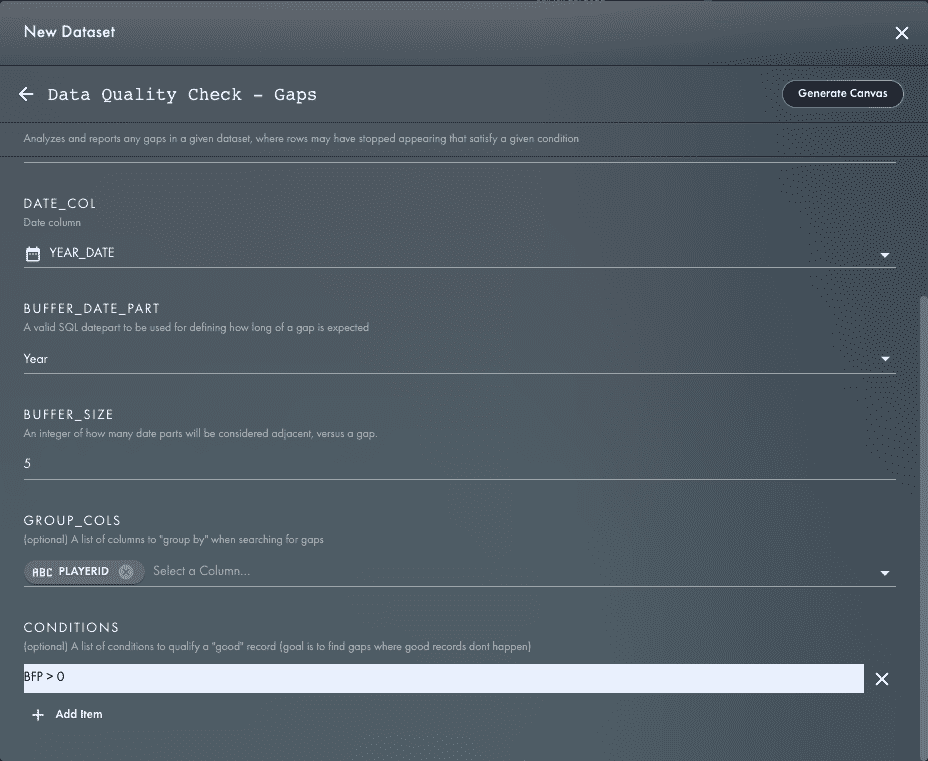 New Dataset
Data Quality Check - Gaps
Generate Canvas
Analyzes and reports any gaps in a given dataset, where rows may have stopped appearing that satisfy a given condition
DATE_COL
Date column
YEAR_DATE
BUFFER_DATE_PART
A valid SQL datepart to be used for defining how long of a gap is expected
Year
BUFFER_SIZE
An integer of how many date parts will be considered adjacent, versus a gap.
5
GROUP_COLS
(optional) A list of columns to "group by" when searching for gaps
ABC PLAYERID Select a Column...
CONDITIONS
(optional) A list of conditions to qualify a "good" record (goal is to find gaps where good records dont happen)
BFP > 0
Add Item